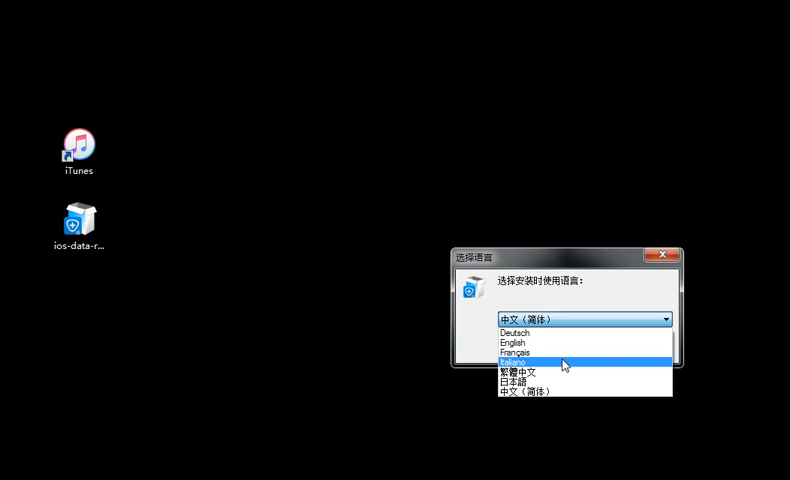 iTunes
ios-data-r...
选择语言
选择安装时使用语言:
中文（简体）
Deutsch
English
Français
Italiano
繁體中文
日本語
中文（简体）